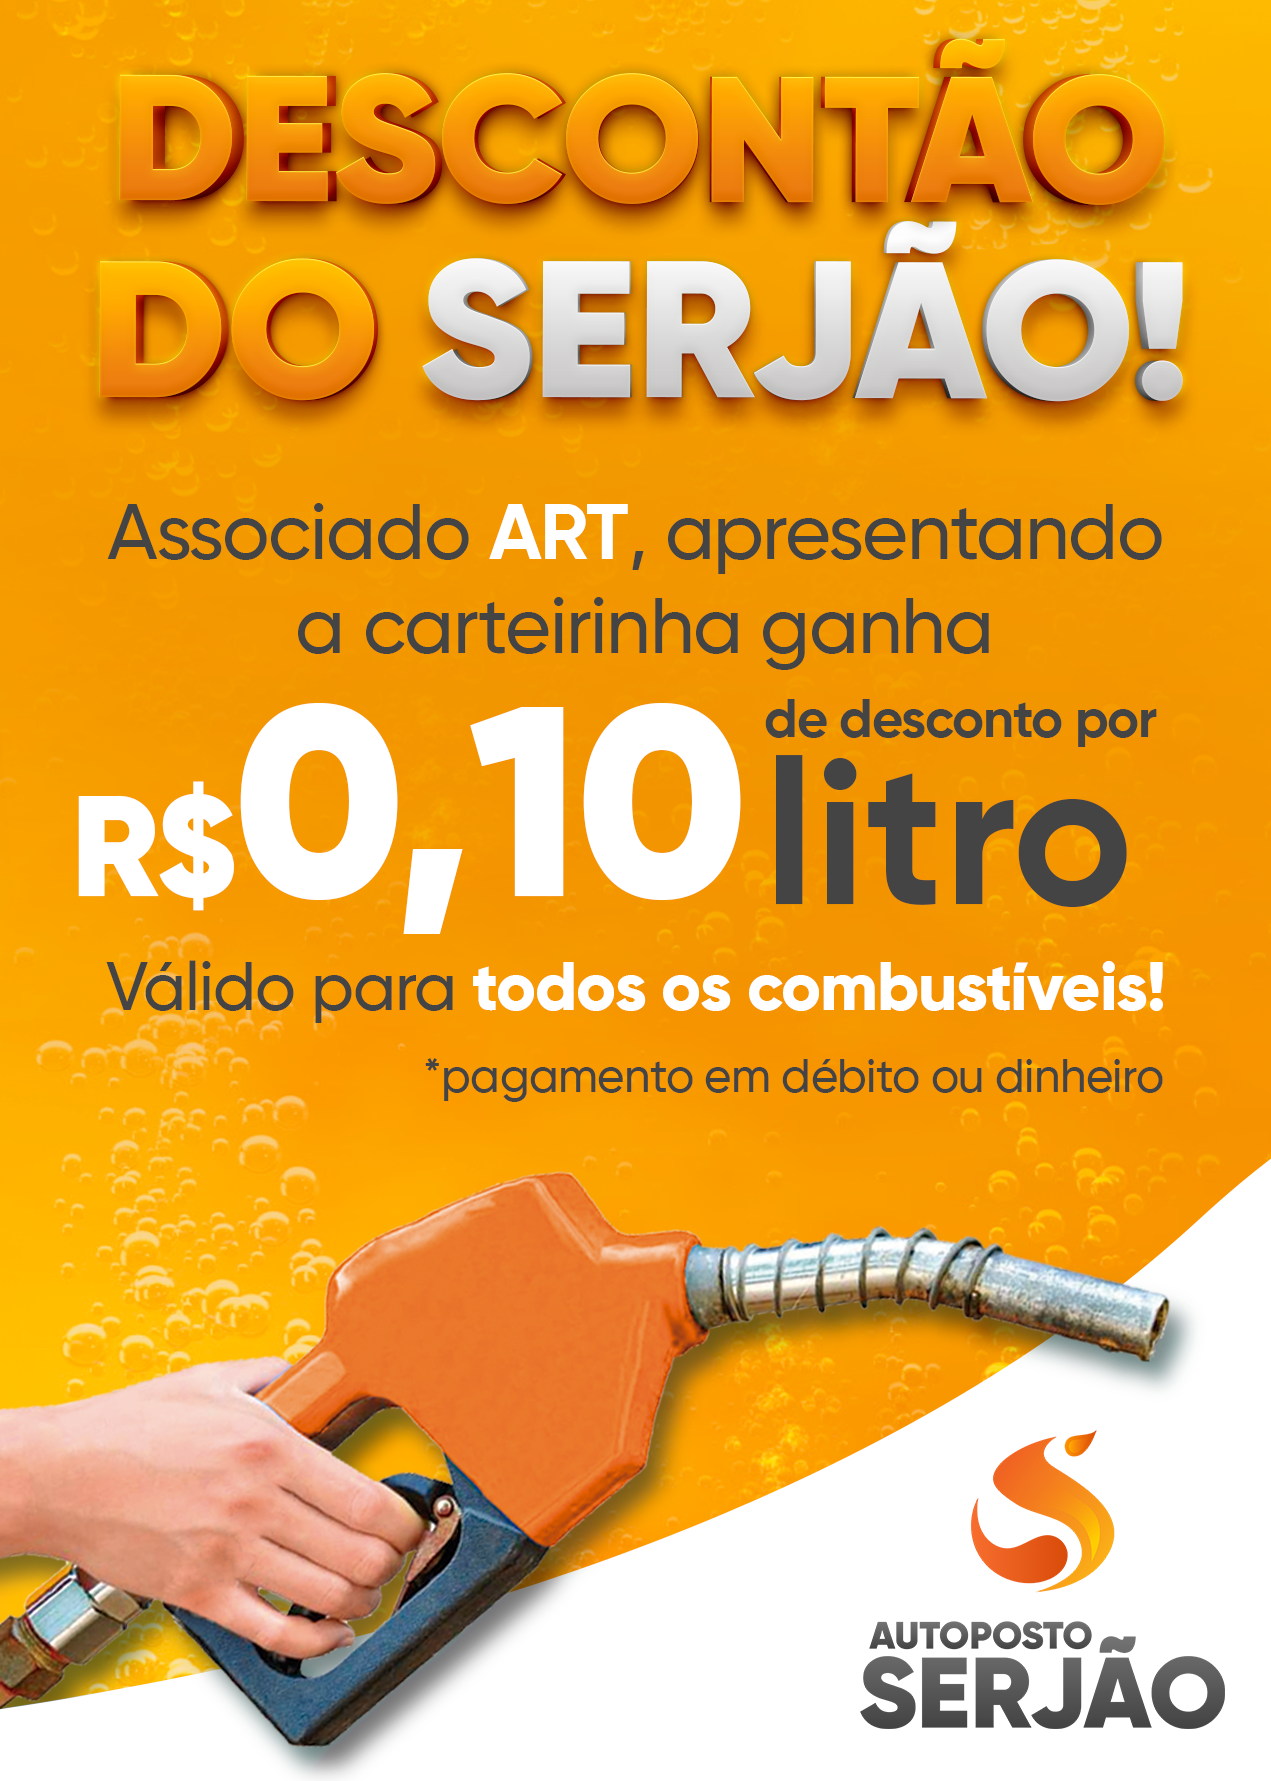 DESCONTÃO
DO SERJÃO!
Associado ART, apresentando
a carteirinha ganha
R$0,10 de desconto por
litro
Válido para todos os combustíveis!
*pagamento em débito ou dinheiro
AUTOPOSTO
SERJÃO